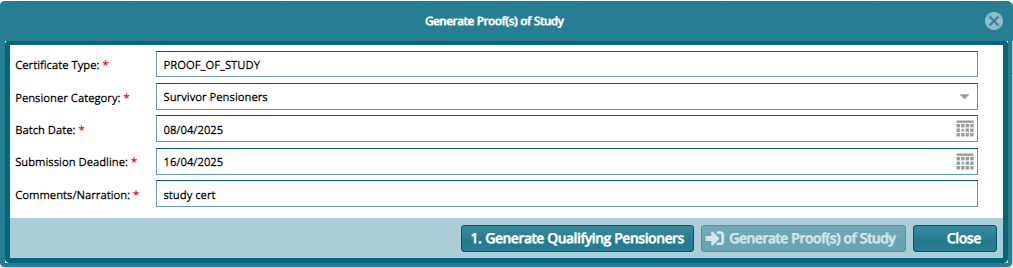 Generate Proof(s) of Study
Certificate Type: * PROOF_OF_STUDY
Pensioner Category: * Survivor Pensioners
Batch Date: * 08/04/2025
Submission Deadline: * 16/04/2025
Comments/Narration: * study cert
1. Generate Qualifying Pensioners Generate Proof(s) of Study Close